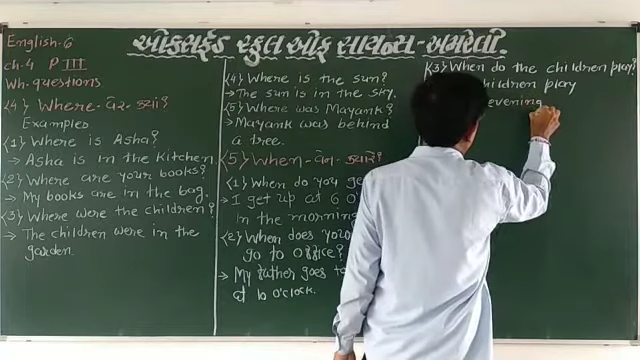 ઓક્સફર્ડ સ્કુલ ઓફ સાયન્સ-અમરેલી.
English-6
ch.4 P III
Wh. questions
(4) Where - વેર - ક્યાં?
Examples
(1) Where is Asha?
→ Asha is in the kitchen.
(2) Where are your books?
→ My books are in the bag.
(3) Where were the children?
→ The children were in the
garden.
(4) Where is the sun?
→ The sun is in the sky.
(5) Where was Mayank?
→ Mayank was behind
a tree.
(5) When - વેન - ક્યારે?
(1) When do you
→ I get up at 6
in the morning
(2) When does
go to office?
→ My father goes to
at 10 o'clock.
(3) When do the children play?
children play
evening